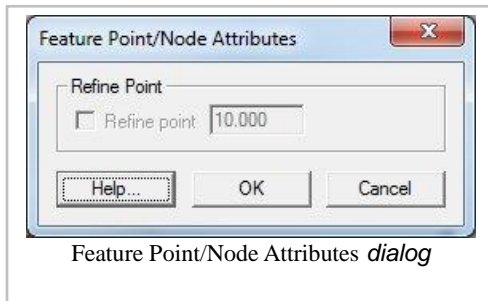 Feature Point/Node Attributes
Refine Point
Refine point 10.000
Help... OK Cancel
Feature Point/Node Attributes dialog